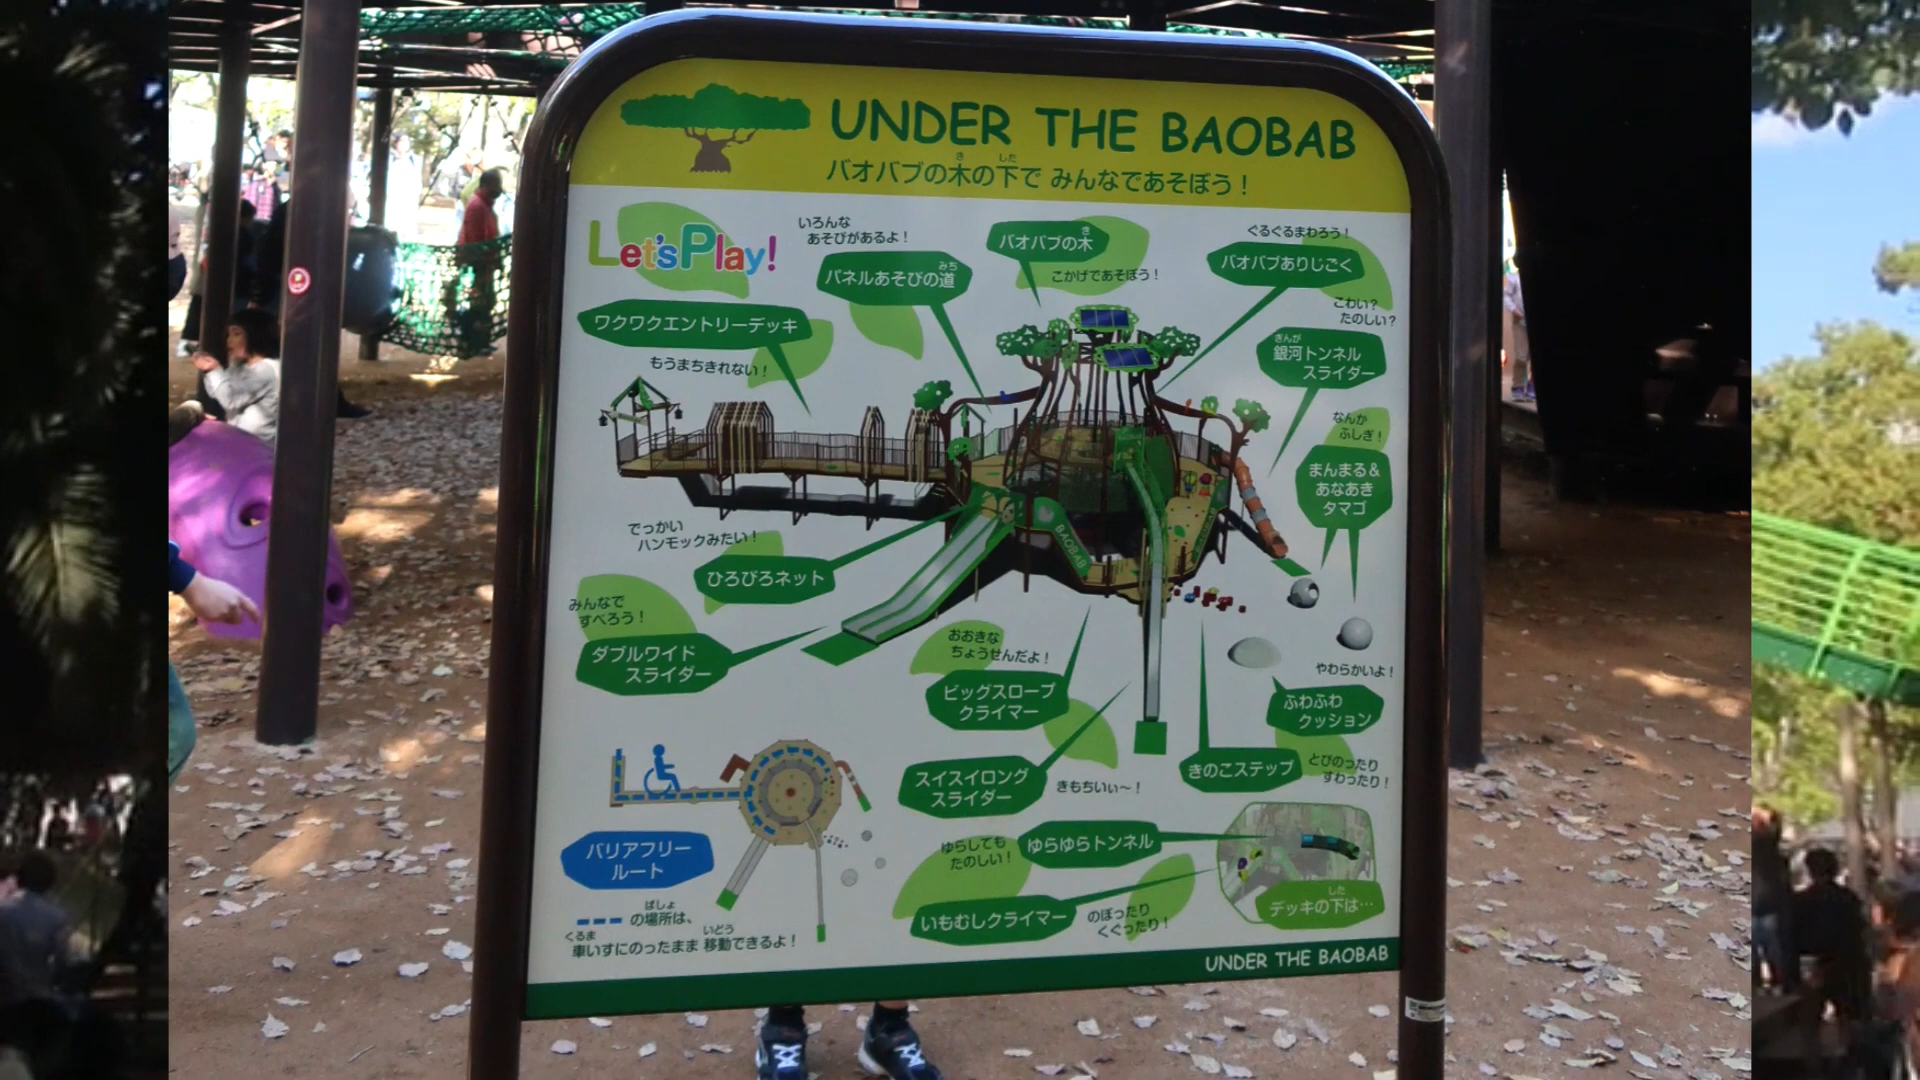 UNDER THE BAOBAB
バオバブの木の下で みんなであそぼう！
Let'sPlay!
いろんな
あそびがあるよ！
パネルあそびの道
バオバブの木
こかげであそぼう！
ぐるぐるまわろう！
バオバブありじごく
ワクワクエントリーデッキ
もうまちきれない！
こわい？
たのしい？
銀河トンネル
スライダー
なんか
ふしぎ！
まんまる＆
あなあき
タマゴ
でっかい
ハンモックみたい！
ひろびろネット
BAOBAB
みんなで
すべろう！
ダブルワイド
スライダー
おおきな
ちょうせんだよ！
ビッグスロープ
クライマー
やわらかいよ！
ふわふわ
クッション
スイスイロング
スライダー
きもちいぃ～！
きのこステップ
とびのったり
すわったり！
バリアフリー
ルート
の場所は、
車いすにのったまま 移動できるよ！
ゆらしても
たのしい！
ゆらゆらトンネル
いもむしクライマー
のぼったり
くぐったり！
デッキの下は…
UNDER THE BAOBAB